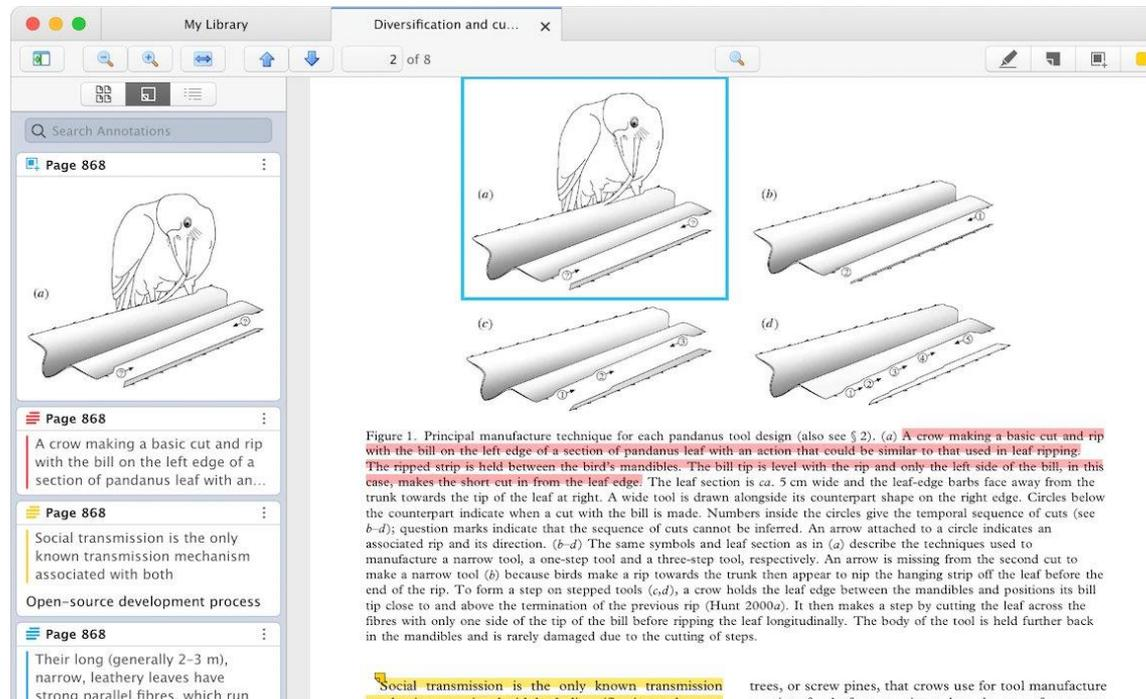 My Library
Diversification and cu...
2 of 8
Search Annotations
Page 868
(a)
?
?
Page 868
A crow making a basic cut and rip
with the bill on the left edge of a
section of pandanus leaf with an...
Page 868
Social transmission is the only
known transmission mechanism
associated with both
Open-source development process
Page 868
Their long (generally 2–3 m),
narrow, leathery leaves have
strong parallel fibres, which run
(a)
?
?
(b)
1
2
(c)
3
2
1
(d)
5
4
3
2
1
Figure 1. Principal manufacture technique for each pandanus tool design (also see § 2). (a) A crow making a basic cut and rip
with the bill on the left edge of a section of pandanus leaf with an action that could be similar to that used in leaf ripping.
The ripped strip is held between the bird's mandibles. The bill tip is level with the rip and only the left side of the bill, in this
case, makes the short cut in from the leaf edge. The leaf section is ca. 5 cm wide and the leaf-edge barbs face away from the
trunk towards the tip of the leaf at right. A wide tool is drawn alongside its counterpart shape on the right edge. Circles below
the counterpart indicate when a cut with the bill is made. Numbers inside the circles give the temporal sequence of cuts (see
b–d); question marks indicate that the sequence of cuts cannot be inferred. An arrow attached to a circle indicates an
associated rip and its direction. (b–d) The same symbols and leaf section as in (a) describe the techniques used to
manufacture a narrow tool, a one-step tool and a three-step tool, respectively. An arrow is missing from the second cut to
make a narrow tool (b) because birds make a rip towards the trunk then appear to nip the hanging strip off the leaf before the
end of the rip. To form a step on stepped tools (c,d), a crow holds the leaf edge between the mandibles and positions its bill
tip close to and above the termination of the previous rip (Hunt 2000a). It then makes a step by cutting the leaf across the
fibres with only one side of the tip of the bill before ripping the leaf longitudinally. The body of the tool is held further back
in the mandibles and is rarely damaged due to the cutting of steps.
Social transmission is the only known transmission
trees, or screw pines, that crows use for tool manufacture